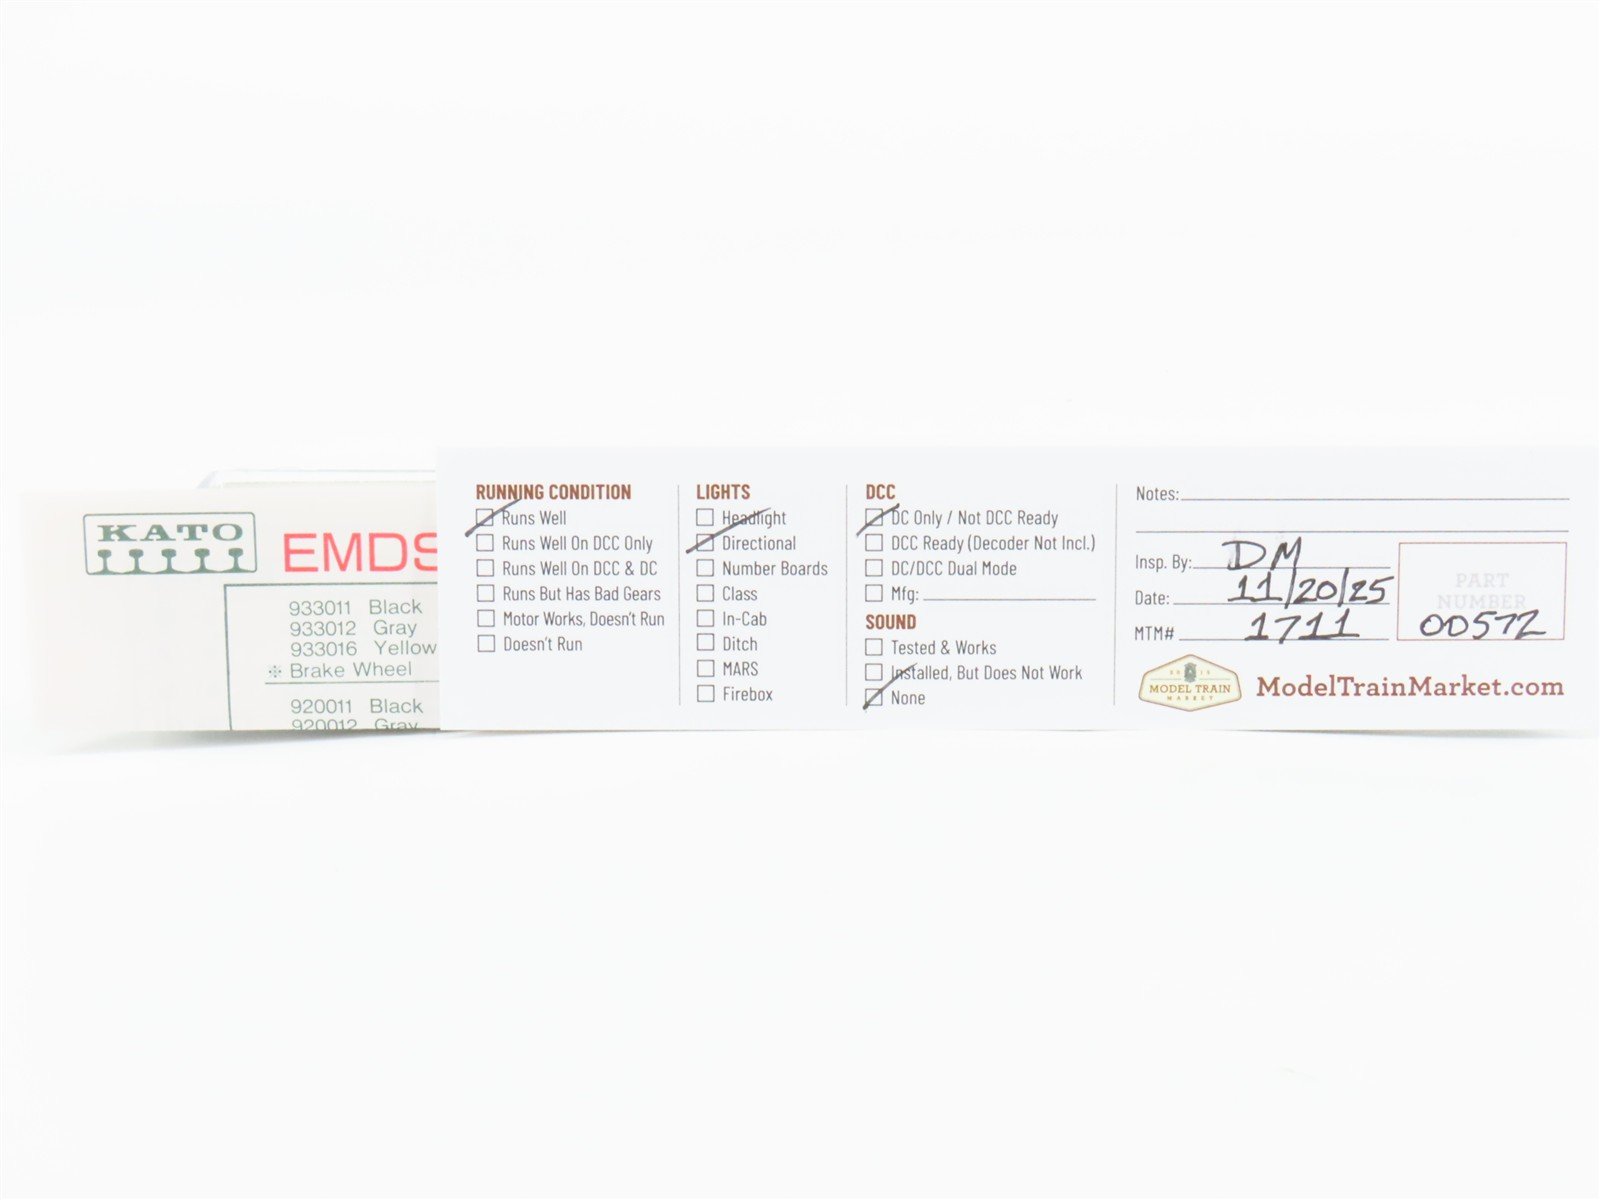 KATO
EMDS
933011 Black
933012 Gray
933016 Yellow
※ Brake Wheel
920011 Black
920012 Gray
RUNNING CONDITION
Runs Well
Runs Well On DCC Only
Runs Well On DCC & DC
Runs But Has Bad Gears
Motor Works, Doesn't Run
Doesn't Run
LIGHTS
Headlight
Directional
Number Boards
Class
In-Cab
Ditch
MARS
Firebox
DCC
DC Only / Not DCC Ready
DCC Ready (Decoder Not Incl.)
DC/DCC Dual Mode
Mfg:
SOUND
Tested & Works
Installed, But Does Not Work
None
Notes:
Insp. By: DM
Date: 11/20/25
MTM# 1711
PART
NUMBER
00572
MODEL TRAIN
MARKET
ModelTrainMarket.com